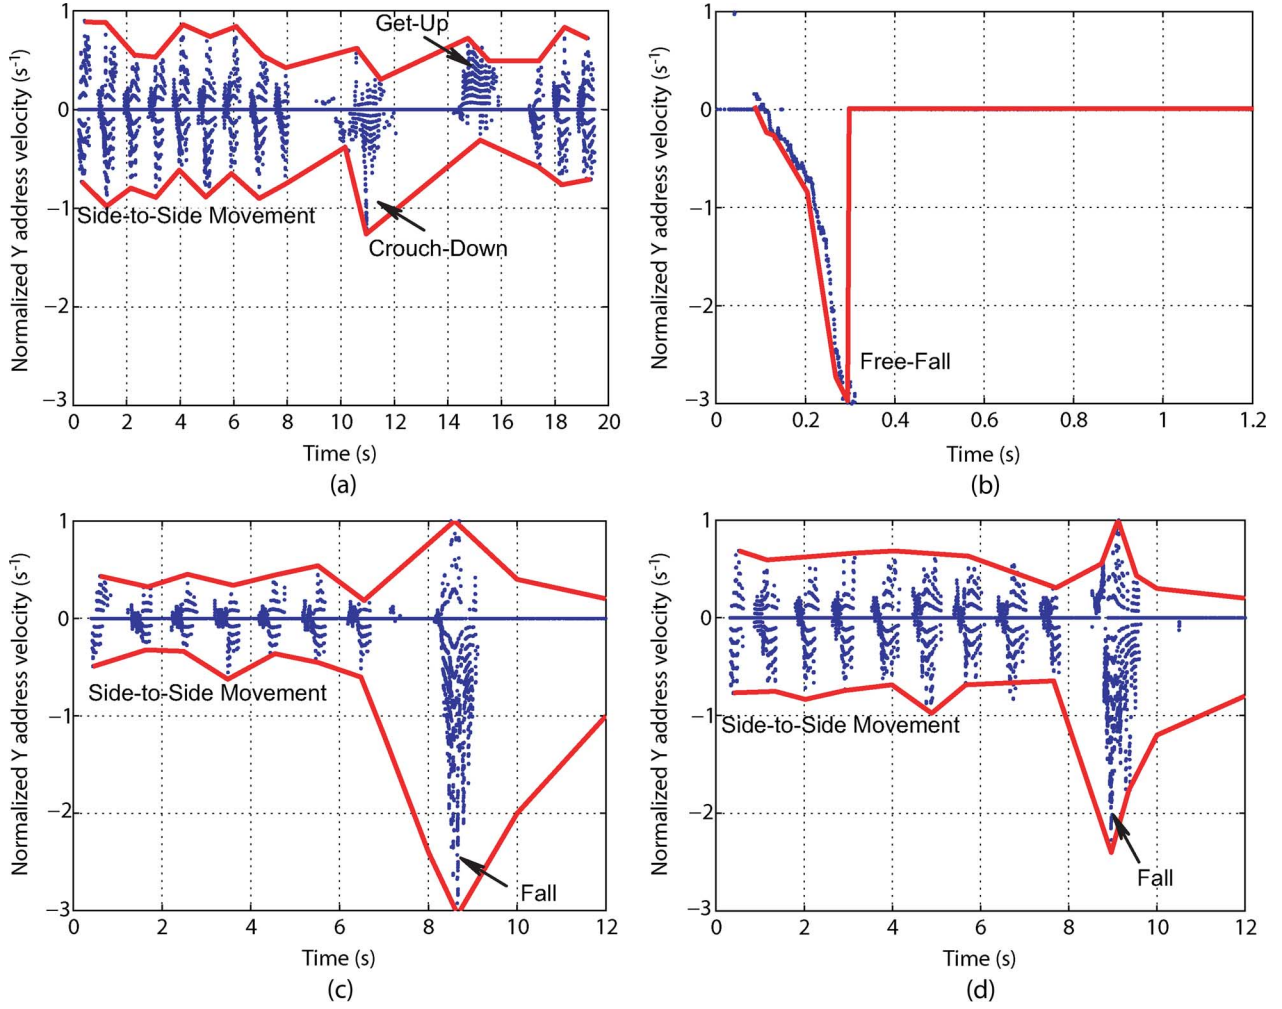 Normalized Y address velocity (s⁻¹)
1
0
−1
−2
−3
Get-Up
Side-to-Side Movement
Crouch-Down
0 2 4 6 8 10 12 14 16 18 20
Time (s)
(a)
Normalized Y address velocity (s⁻¹)
1
0
−1
−2
−3
Free-Fall
0 0.2 0.4 0.6 0.8 1 1.2
Time (s)
(b)
Normalized Y address velocity (s⁻¹)
1
0
−1
−2
−3
Side-to-Side Movement
Fall
0 2 4 6 8 10 12
Time (s)
(c)
Normalized Y address velocity (s⁻¹)
1
0
−1
−2
−3
Side-to-Side Movement
Fall
0 2 4 6 8 10 12
Time (s)
(d)